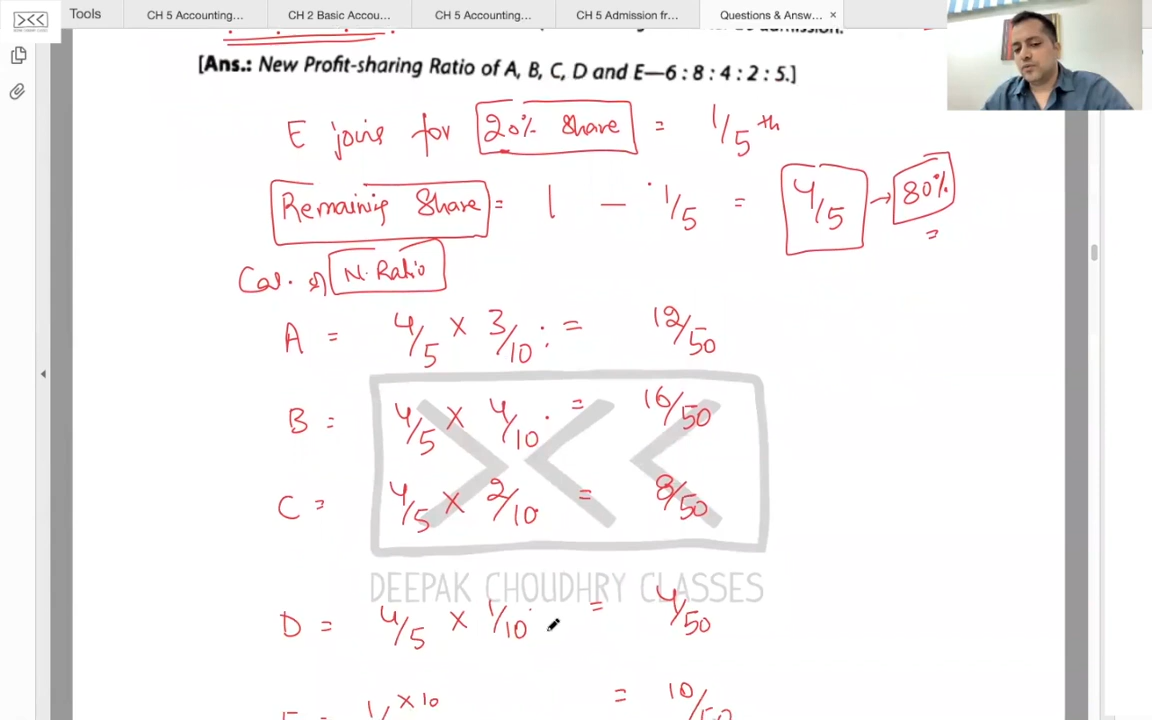 Tools CH 5 Accounting... CH 2 Basic Accou... CH 5 Accounting... CH 5 Admission fr... Questions & Answ... ×
[Ans.: New Profit-sharing Ratio of A, B, C, D and E—6 : 8 : 4 : 2 : 5.]
E joins for 20% Share = 1/5 th
Remaining Share = 1 - 1/5 = 4/5 → 80%
Cal. of N. Ratio
A = 4/5 × 3/10 = 12/50
B = 4/5 × 4/10 = 16/50
C = 4/5 × 2/10 = 8/50
DEEPAK CHOUDHRY CLASSES
D = 4/5 × 1/10 = 4/50
× 10 = 10/50